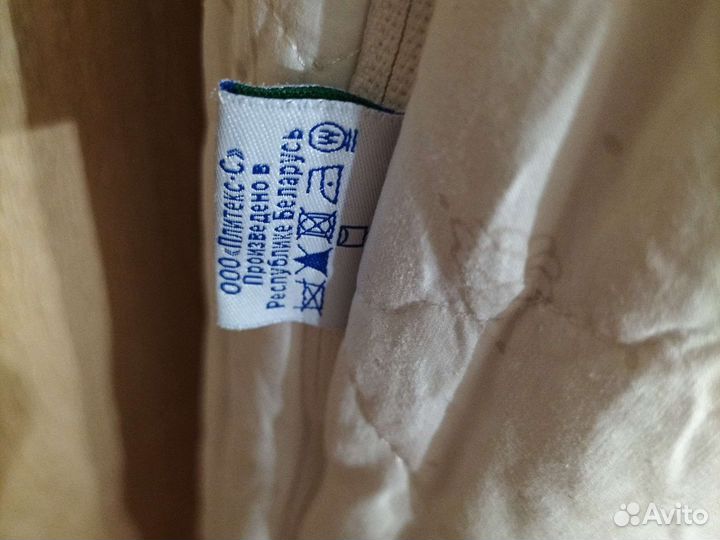 ООО «Плитекс-С»
Произведено в
Республике Беларусь
W
Avito